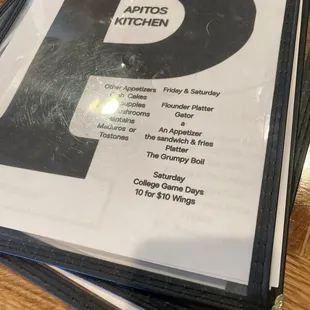 APITOS
KITCHEN
Other Appetizers
Cakes
Plantains
Maduros or
Tostones
Friday & Saturday
Flounder Platter
Gator
a
An Appetizer
the sandwich & fries
Platter
The Grumpy Boil
Saturday
College Game Days
10 for $10 Wings